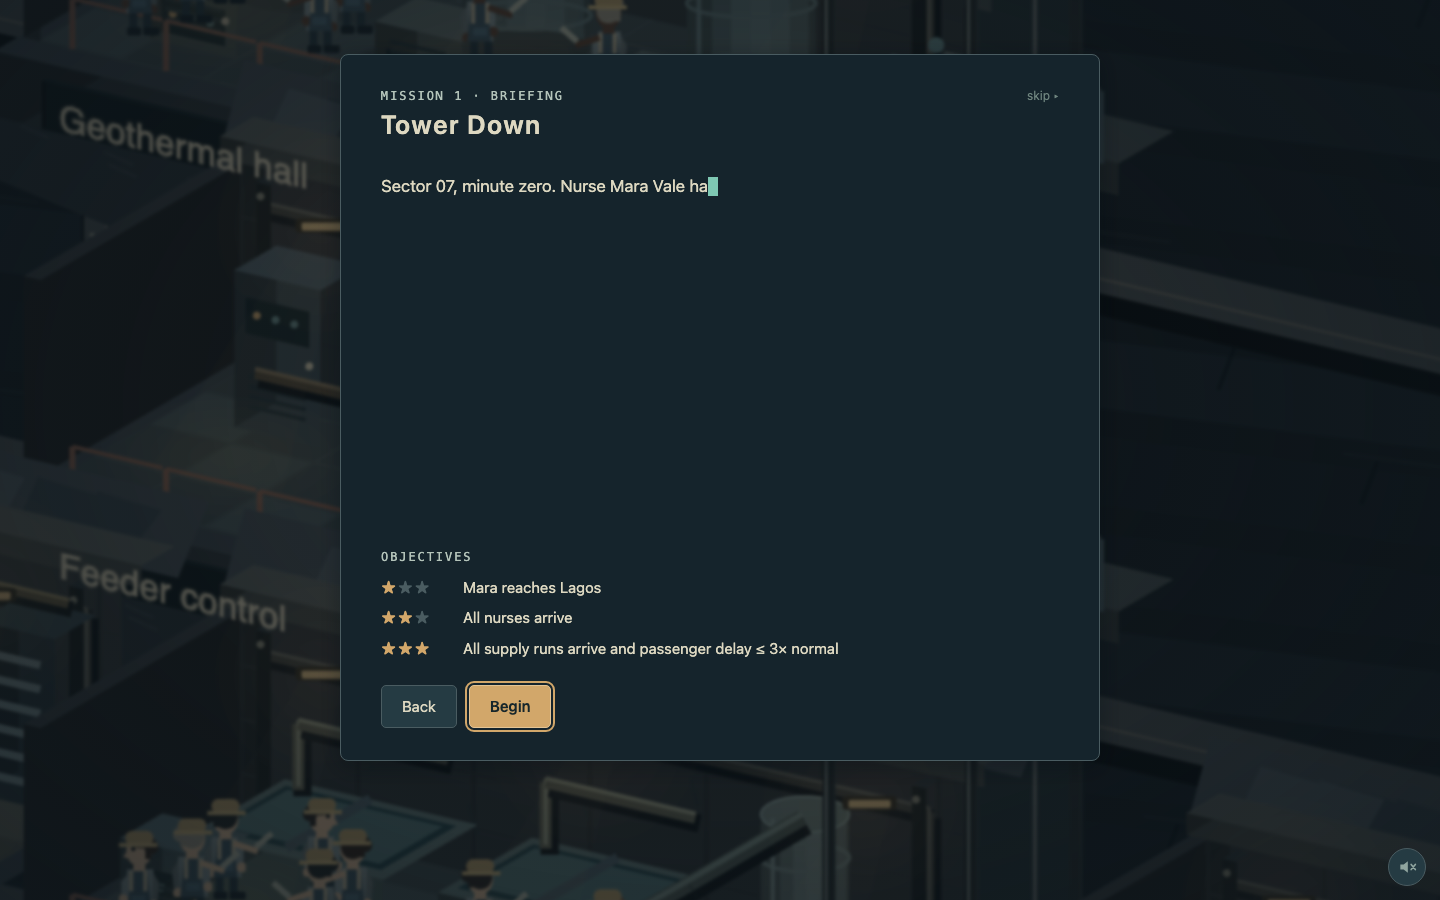 MISSION 1 · BRIEFING
skip ▸
Tower Down
Sector 07, minute zero. Nurse Mara Vale ha
Geothermal hall
Feeder control
OBJECTIVES
Mara reaches Lagos
All nurses arrive
All supply runs arrive and passenger delay ≤ 3× normal
Back
Begin